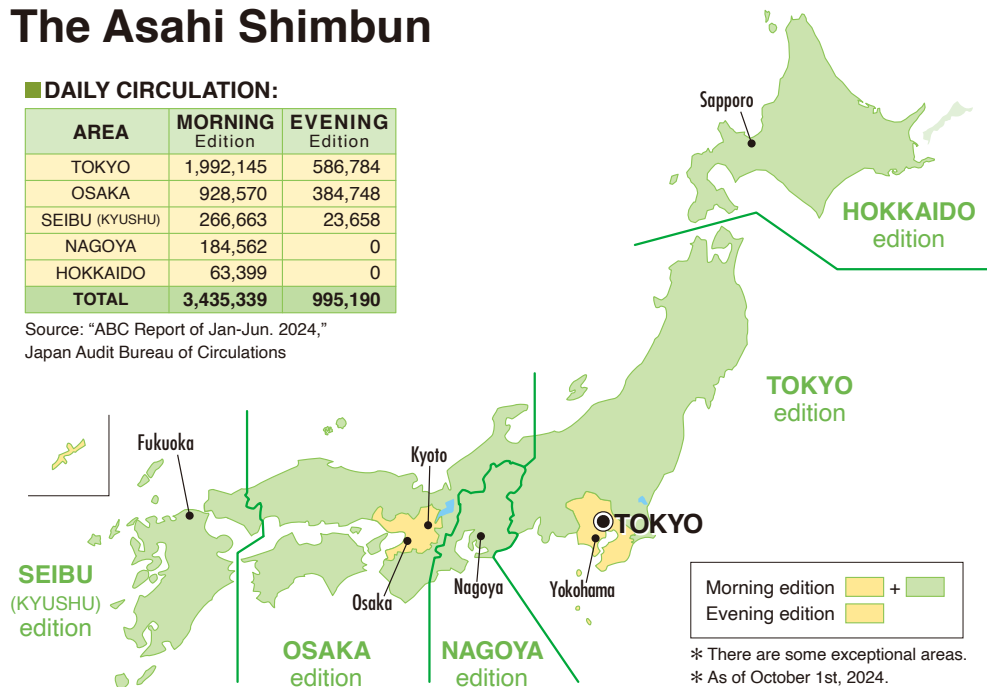 The Asahi Shimbun
DAILY CIRCULATION:
AREA MORNING Edition EVENING Edition
TOKYO 1,992,145 586,784
OSAKA 928,570 384,748
SEIBU (KYUSHU) 266,663 23,658
NAGOYA 184,562 0
HOKKAIDO 63,399 0
TOTAL 3,435,339 995,190
Source: “ABC Report of Jan-Jun. 2024,”
Japan Audit Bureau of Circulations
Sapporo
HOKKAIDO
edition
TOKYO
edition
Fukuoka
Kyoto
TOKYO
Osaka
Nagoya
Yokohama
SEIBU
(KYUSHU)
edition
OSAKA
edition
NAGOYA
edition
Morning edition +
Evening edition
＊ There are some exceptional areas.
＊ As of October 1st, 2024.